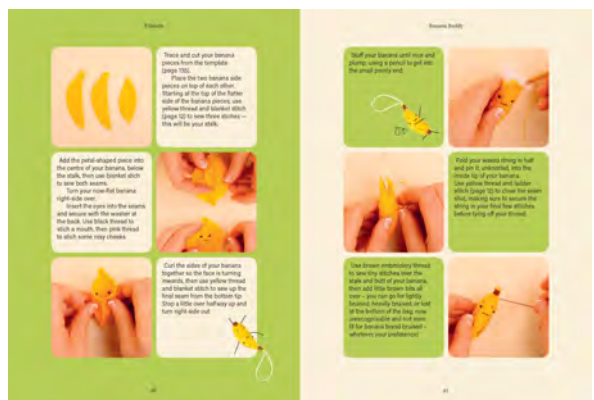 Friends
Trace and cut your banana
pieces from the template
(page 138).
Place the two banana side
pieces on top of each other.
Starting at the top of the flatter
side of the banana pieces, use
yellow thread and blanket stitch
(page 12) to sew three stitches –
this will be your stalk.
Add the petal-shaped piece into
the centre of your banana, below
the stalk, then use blanket stitch
to sew both seams.
Turn your now-flat banana
right-side over.
Insert the eyes into the seams
and secure with the washer at
the back. Use black thread to
stitch a mouth, then pink thread
to stitch some rosy cheeks.
Curl the sides of your banana
together so the face is turning
inwards, then use yellow thread
and blanket stitch to sew up the
final seam from the bottom tip.
Stop a little over halfway up and
turn right-side out.
Banana Buddy
Stuff your banana until nice and
plump, using a pencil to get into
the small pointy end.
Fold your waxed string in half
and pin it, unknotted, into the
inside tip of your banana.
Use yellow thread and ladder
stitch (page 12) to close the seam
shut, making sure to secure the
string in your final few stitches
before tying off your thread.
Use brown embroidery thread
to sew tiny stitches over the
stalk and butt of your banana,
then add little brown bits all
over – you can go for lightly
bruised, heavily bruised, or lost
at the bottom of the bag, now
unrecognisable and not even
fit for banana bread bruised –
whatever your preference!